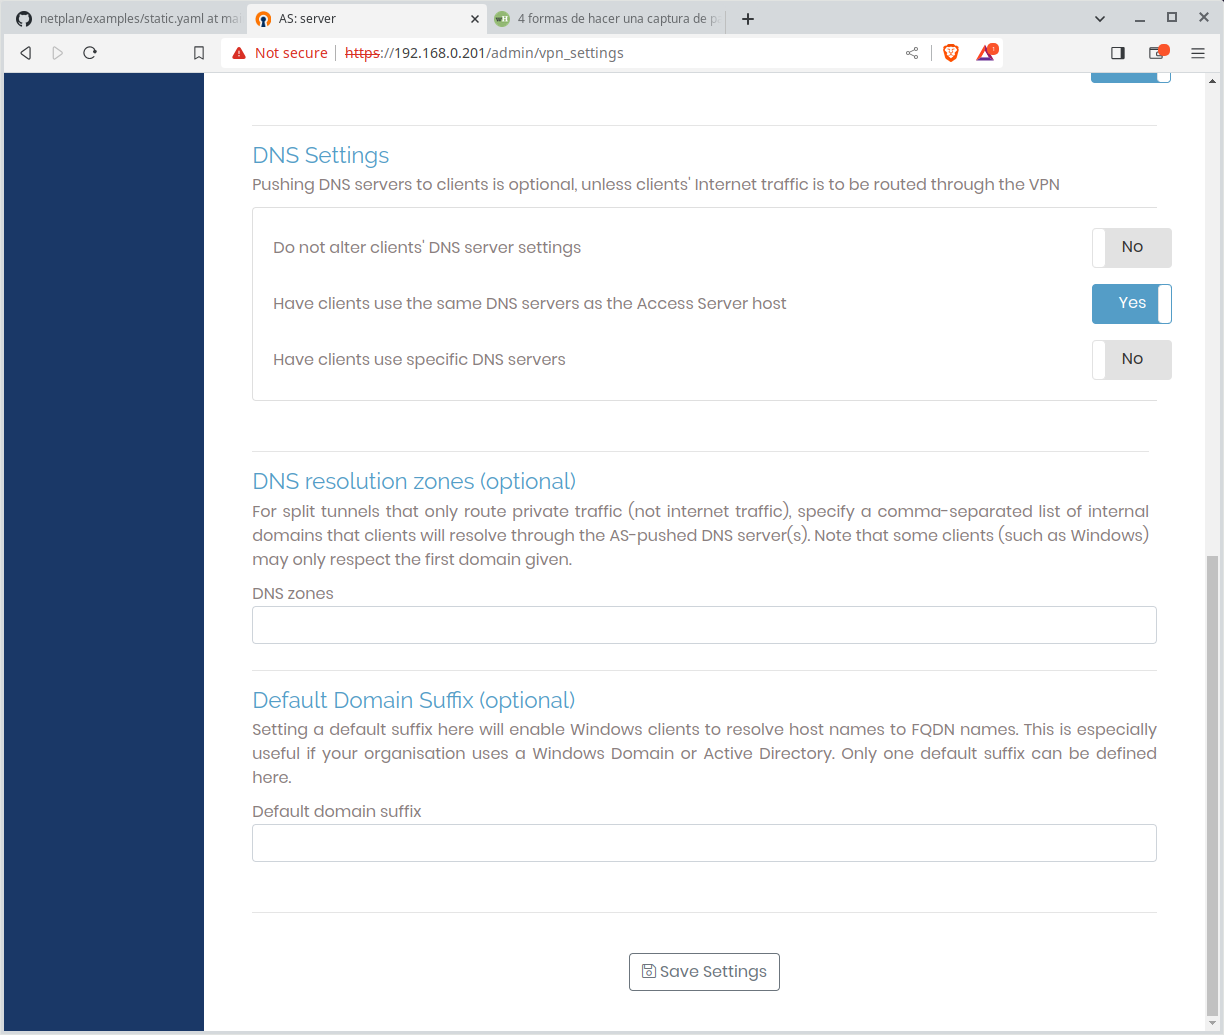 netplan/examples/static.yaml at mai
AS: server
4 formas de hacer una captura de pa
Not secure
https://192.168.0.201/admin/vpn_settings
1
DNS Settings
Pushing DNS servers to clients is optional, unless clients' Internet traffic is to be routed through the VPN
Do not alter clients' DNS server settings
No
Have clients use the same DNS servers as the Access Server host
Yes
Have clients use specific DNS servers
No
DNS resolution zones (optional)
For split tunnels that only route private traffic (not internet traffic), specify a comma-separated list of internal
domains that clients will resolve through the AS-pushed DNS server(s). Note that some clients (such as Windows)
may only respect the first domain given.
DNS zones
Default Domain Suffix (optional)
Setting a default suffix here will enable Windows clients to resolve host names to FQDN names. This is especially
useful if your organisation uses a Windows Domain or Active Directory. Only one default suffix can be defined
here.
Default domain suffix
Save Settings